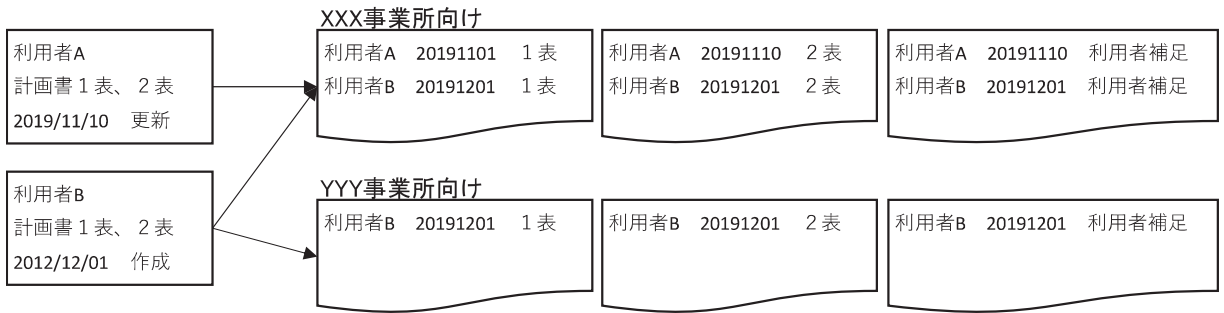 利用者A
計画書１表、２表
2019/11/10　更新
利用者B
計画書１表、２表
2012/12/01　作成
XXX事業所向け
利用者A　20191101　１表
利用者B　20191201　１表
利用者A　20191110　２表
利用者B　20191201　２表
利用者A　20191110　利用者補足
利用者B　20191201　利用者補足
YYY事業所向け
利用者B　20191201　１表
利用者B　20191201　２表
利用者B　20191201　利用者補足